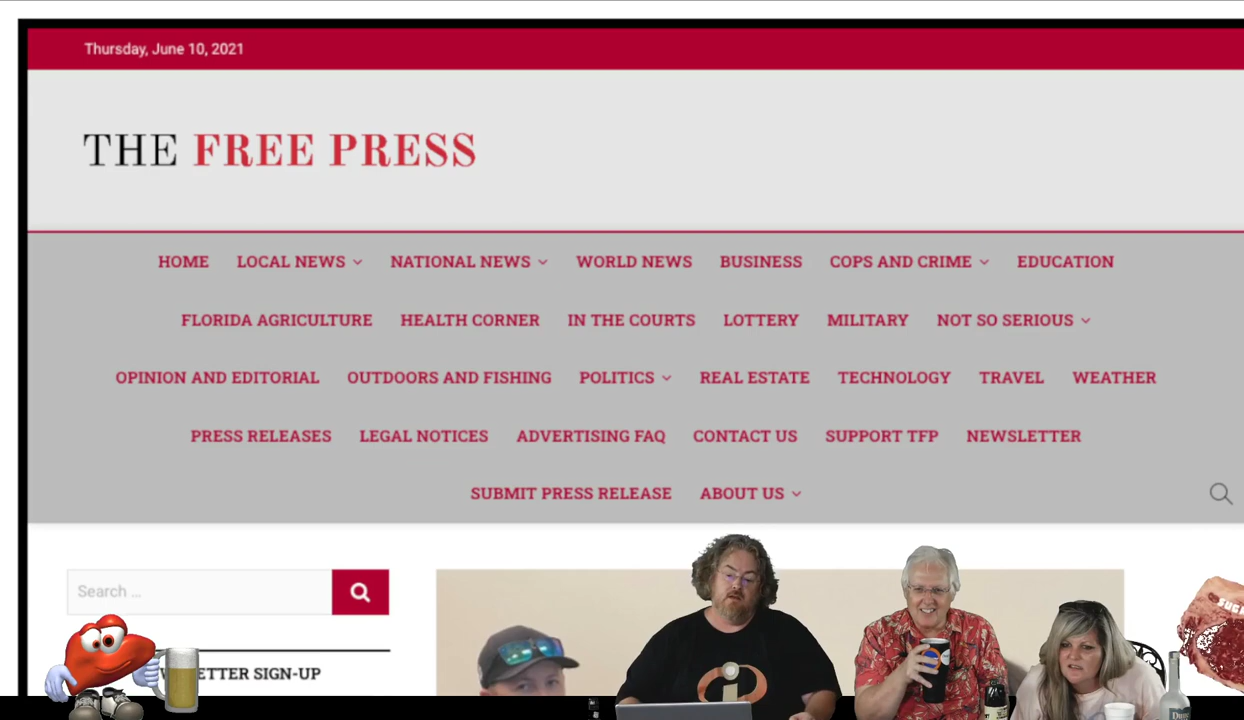 Thursday, June 10, 2021
THE FREE PRESS
HOME LOCAL NEWS NATIONAL NEWS WORLD NEWS BUSINESS COPS AND CRIME EDUCATION
FLORIDA AGRICULTURE HEALTH CORNER IN THE COURTS LOTTERY MILITARY NOT SO SERIOUS
OPINION AND EDITORIAL OUTDOORS AND FISHING POLITICS REAL ESTATE TECHNOLOGY TRAVEL WEATHER
PRESS RELEASES LEGAL NOTICES ADVERTISING FAQ CONTACT US SUPPORT TFP NEWSLETTER
SUBMIT PRESS RELEASE ABOUT US
Search ...
ETTER SIGN-UP